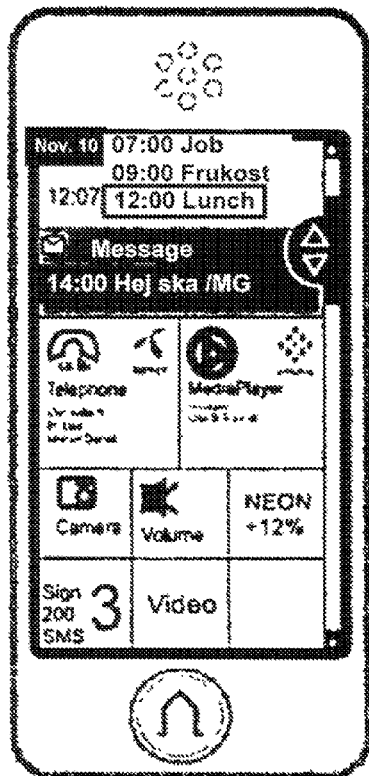 Nov. 10 07:00 Job
09:00 Frukost
12:07 12:00 Lunch
Message
14:00 Hej ska /MG
Telephone
MediaPlayer
Camera
Volume
NEON
+12%
Sign
200
SMS
3
Video